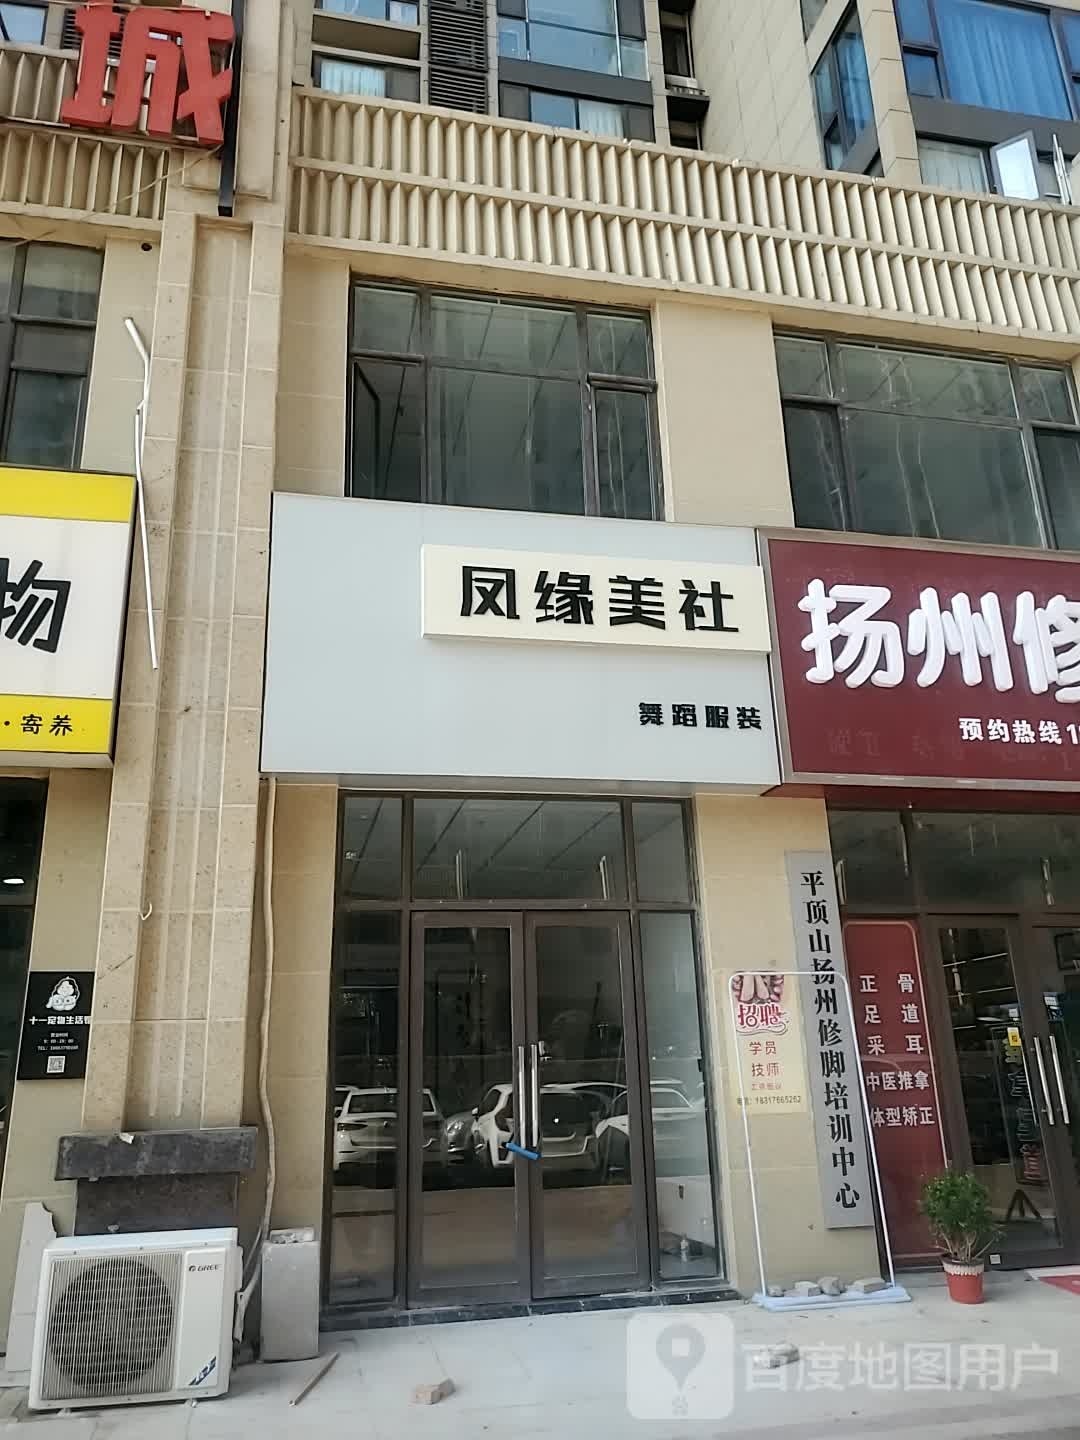 城
物
·寄养
凤缘美社
舞蹈服装
扬州修
预约热线1
十一宠物生活馆
GREE
招聘
学员
技师
18317665262
平顶山扬州修脚培训中心
正骨
足道
采耳
中医推拿
体型矫正
百度地图用户